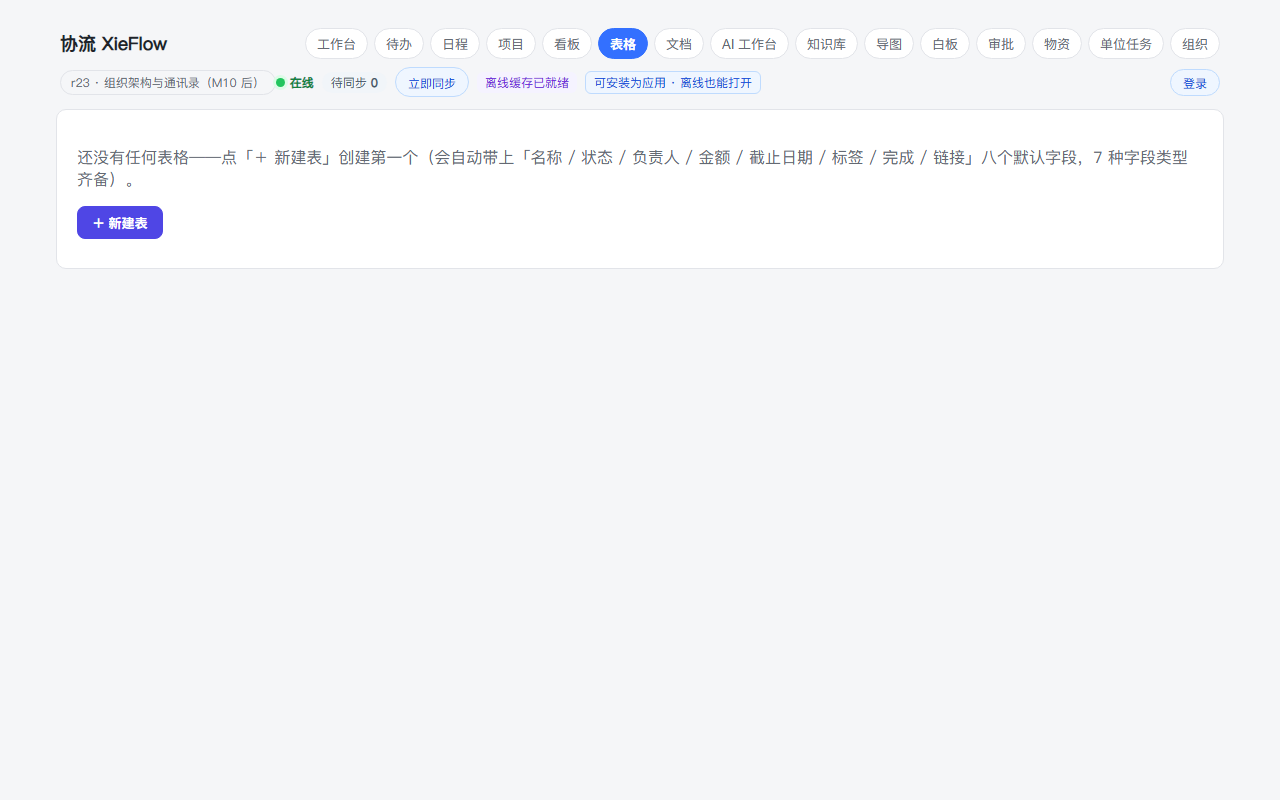 协流 XieFlow
工作台 待办 日程 项目 看板 表格 文档 AI 工作台 知识库 导图 白板 审批 物资 单位任务 组织
r23 · 组织架构与通讯录（M10 后） 在线 待同步 0 立即同步 离线缓存已就绪 可安装为应用 · 离线也能打开 登录
还没有任何表格——点「＋ 新建表」创建第一个（会自动带上「名称 / 状态 / 负责人 / 金额 / 截止日期 / 标签 / 完成 / 链接」八个默认字段，7 种字段类型
齐备）。
＋ 新建表